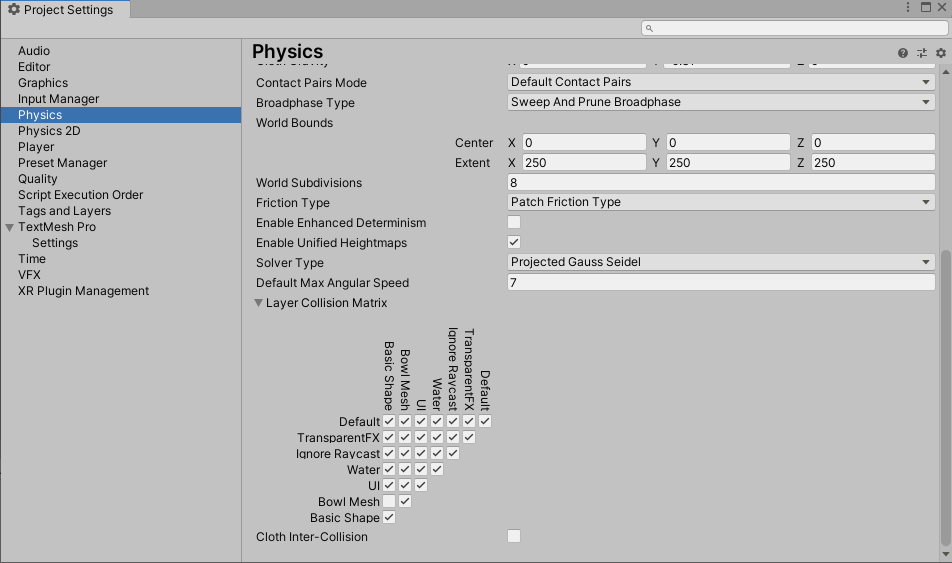 Project Settings
Physics
Audio
Editor
Graphics
Input Manager
Physics
Physics 2D
Player
Preset Manager
Quality
Script Execution Order
Tags and Layers
TextMesh Pro
Settings
Time
VFX
XR Plugin Management
Contact Pairs Mode Default Contact Pairs
Broadphase Type Sweep And Prune Broadphase
World Bounds
Center X 0 Y 0 Z 0
Extent X 250 Y 250 Z 250
World Subdivisions 8
Friction Type Patch Friction Type
Enable Enhanced Determinism
Enable Unified Heightmaps
Solver Type Projected Gauss Seidel
Default Max Angular Speed 7
Layer Collision Matrix
Basic Shape
Bowl Mesh
UI
Water
Ignore Raycast
TransparentFX
Default
Default
TransparentFX
Ignore Raycast
Water
UI
Bowl Mesh
Basic Shape
Cloth Inter-Collision